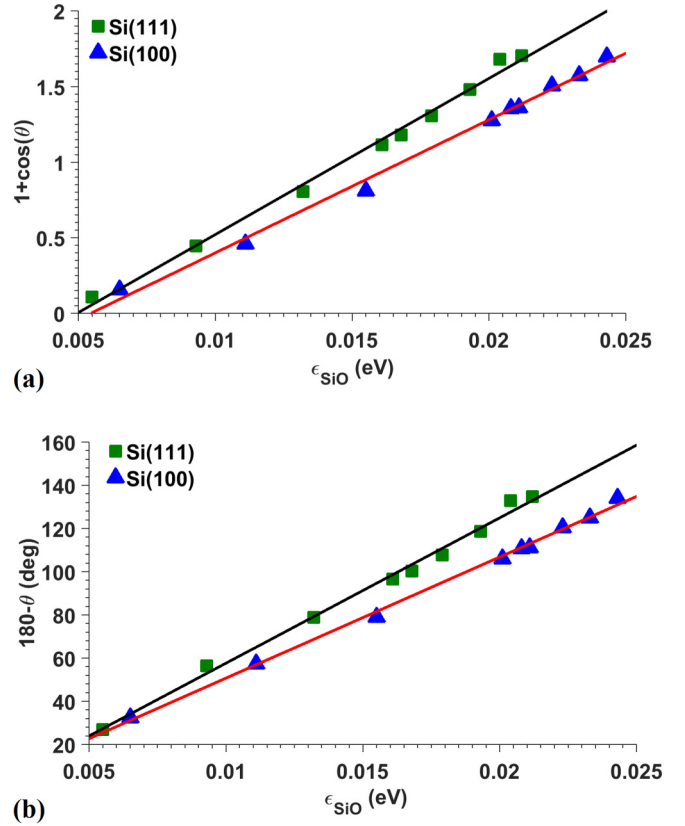 2
1.5
1
0.5
0
1+cos(θ)
Si(111)
Si(100)
0.005
0.01
0.015
0.02
0.025
ϵSiO (eV)
(a)
160
140
120
100
80
60
40
20
180-θ (deg)
Si(111)
Si(100)
0.005
0.01
0.015
0.02
0.025
ϵSiO (eV)
(b)